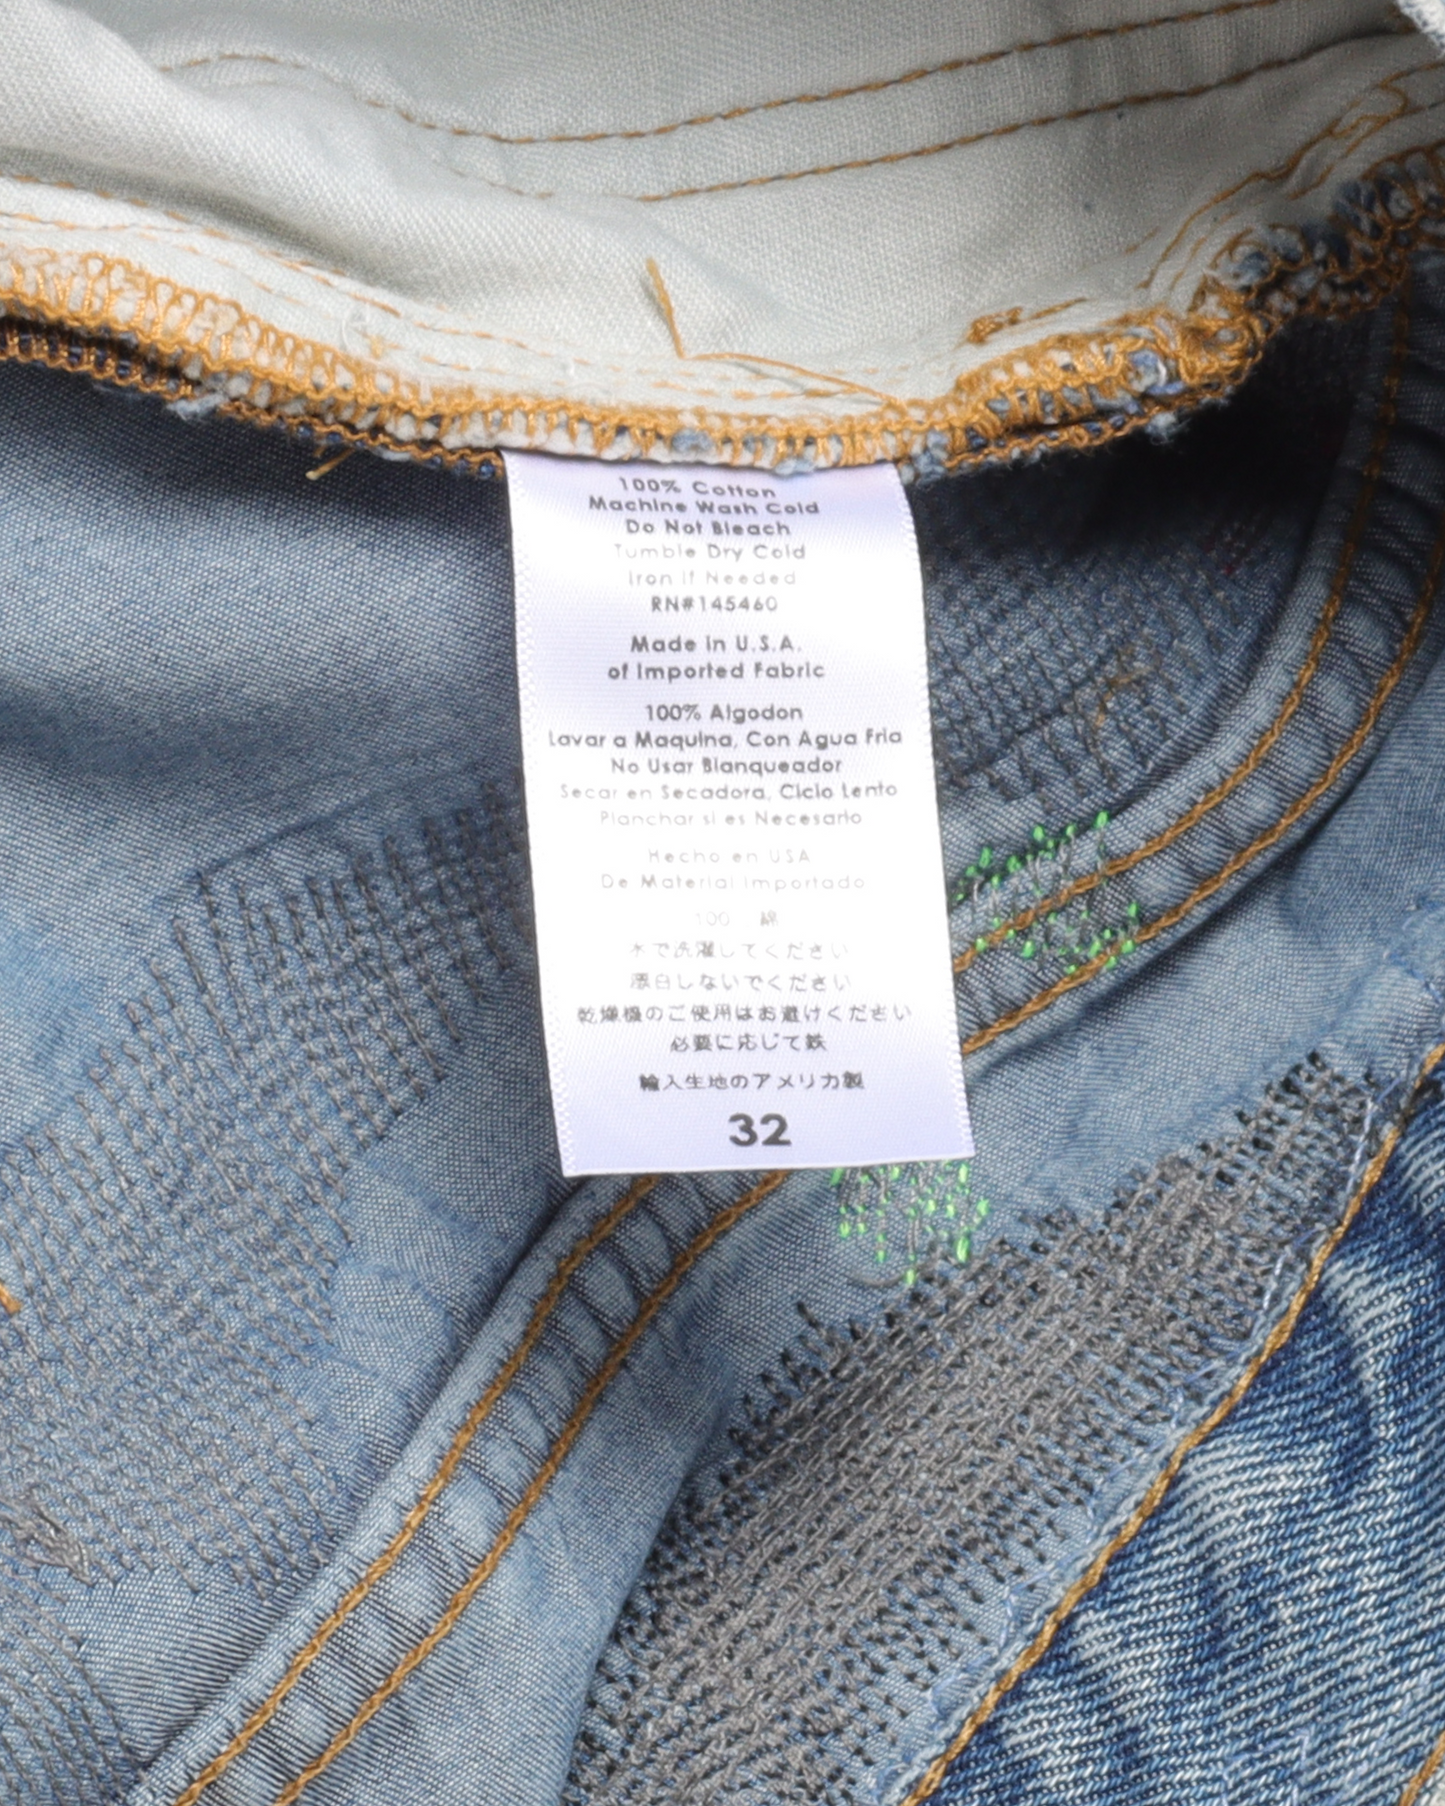 100% Cotton
Machine Wash Cold
Do Not Bleach
Tumble Dry Cold
Iron If Needed
RN#145460
Made in U.S.A.
of Imported Fabric
100% Algodon
Lavar a Maquina, Con Agua Fria
No Usar Blanqueador
Secar en Secadora, Ciclo Lento
Planchar si es Necesario
Hecho en USA
De Material Importado
100 綿
水で洗濯してください
漂白しないでください
乾燥機のご使用はお避けください
必要に応じて鉄
輸入生地のアメリカ製
32